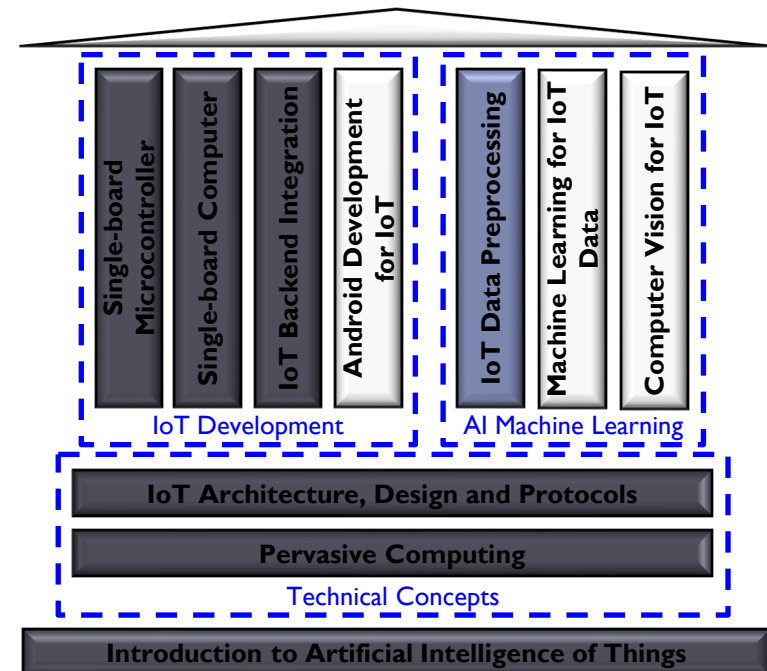 Single-board
Microcontroller
Single-board Computer
IoT Backend Integration
Android Development
for IoT
IoT Data Preprocessing
Machine Learning for IoT
Data
Computer Vision for IoT
IoT Development
AI Machine Learning
IoT Architecture, Design and Protocols
Pervasive Computing
Technical Concepts
Introduction to Artificial Intelligence of Things